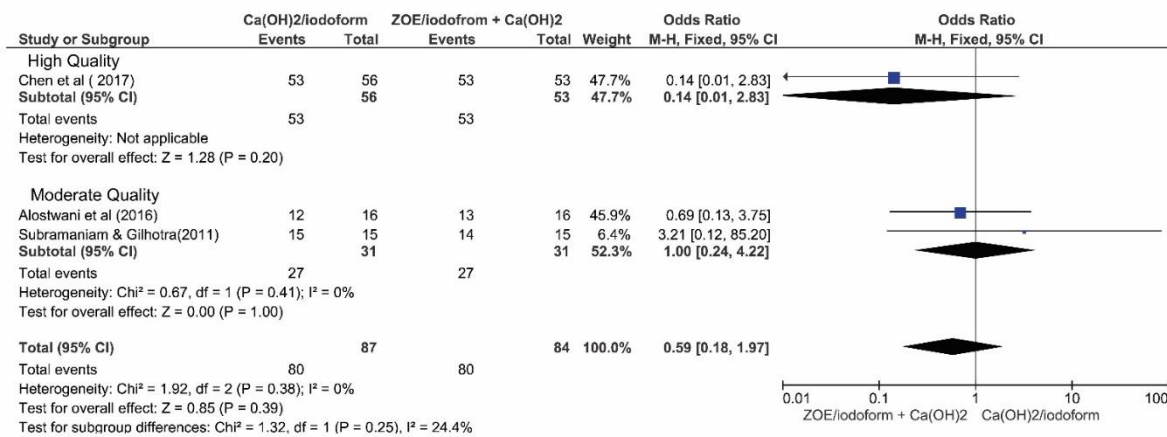 Ca(OH)2/iodoform ZOE/iodofrom + Ca(OH)2 Odds Ratio Odds Ratio
Study or Subgroup Events Total Events Total Weight M-H, Fixed, 95% CI M-H, Fixed, 95% CI
High Quality
Chen et al ( 2017) 53 56 53 53 47.7% 0.14 [0.01, 2.83]
Subtotal (95% CI) 56 53 47.7% 0.14 [0.01, 2.83]
Total events 53 53
Heterogeneity: Not applicable
Test for overall effect: Z = 1.28 (P = 0.20)
Moderate Quality
Alostwani et al (2016) 12 16 13 16 45.9% 0.69 [0.13, 3.75]
Subramaniam & Gilhotra(2011) 15 15 14 15 6.4% 3.21 [0.12, 85.20]
Subtotal (95% CI) 31 31 52.3% 1.00 [0.24, 4.22]
Total events 27 27
Heterogeneity: Chi² = 0.67, df = 1 (P = 0.41); I² = 0%
Test for overall effect: Z = 0.00 (P = 1.00)
Total (95% CI) 87 84 100.0% 0.59 [0.18, 1.97]
Total events 80 80
Heterogeneity: Chi² = 1.92, df = 2 (P = 0.38); I² = 0%
Test for overall effect: Z = 0.85 (P = 0.39)
Test for subgroup differences: Chi² = 1.32, df = 1 (P = 0.25), I² = 24.4%
0.01 0.1 1 10 100
ZOE/iodoform + Ca(OH)2 Ca(OH)2/iodoform